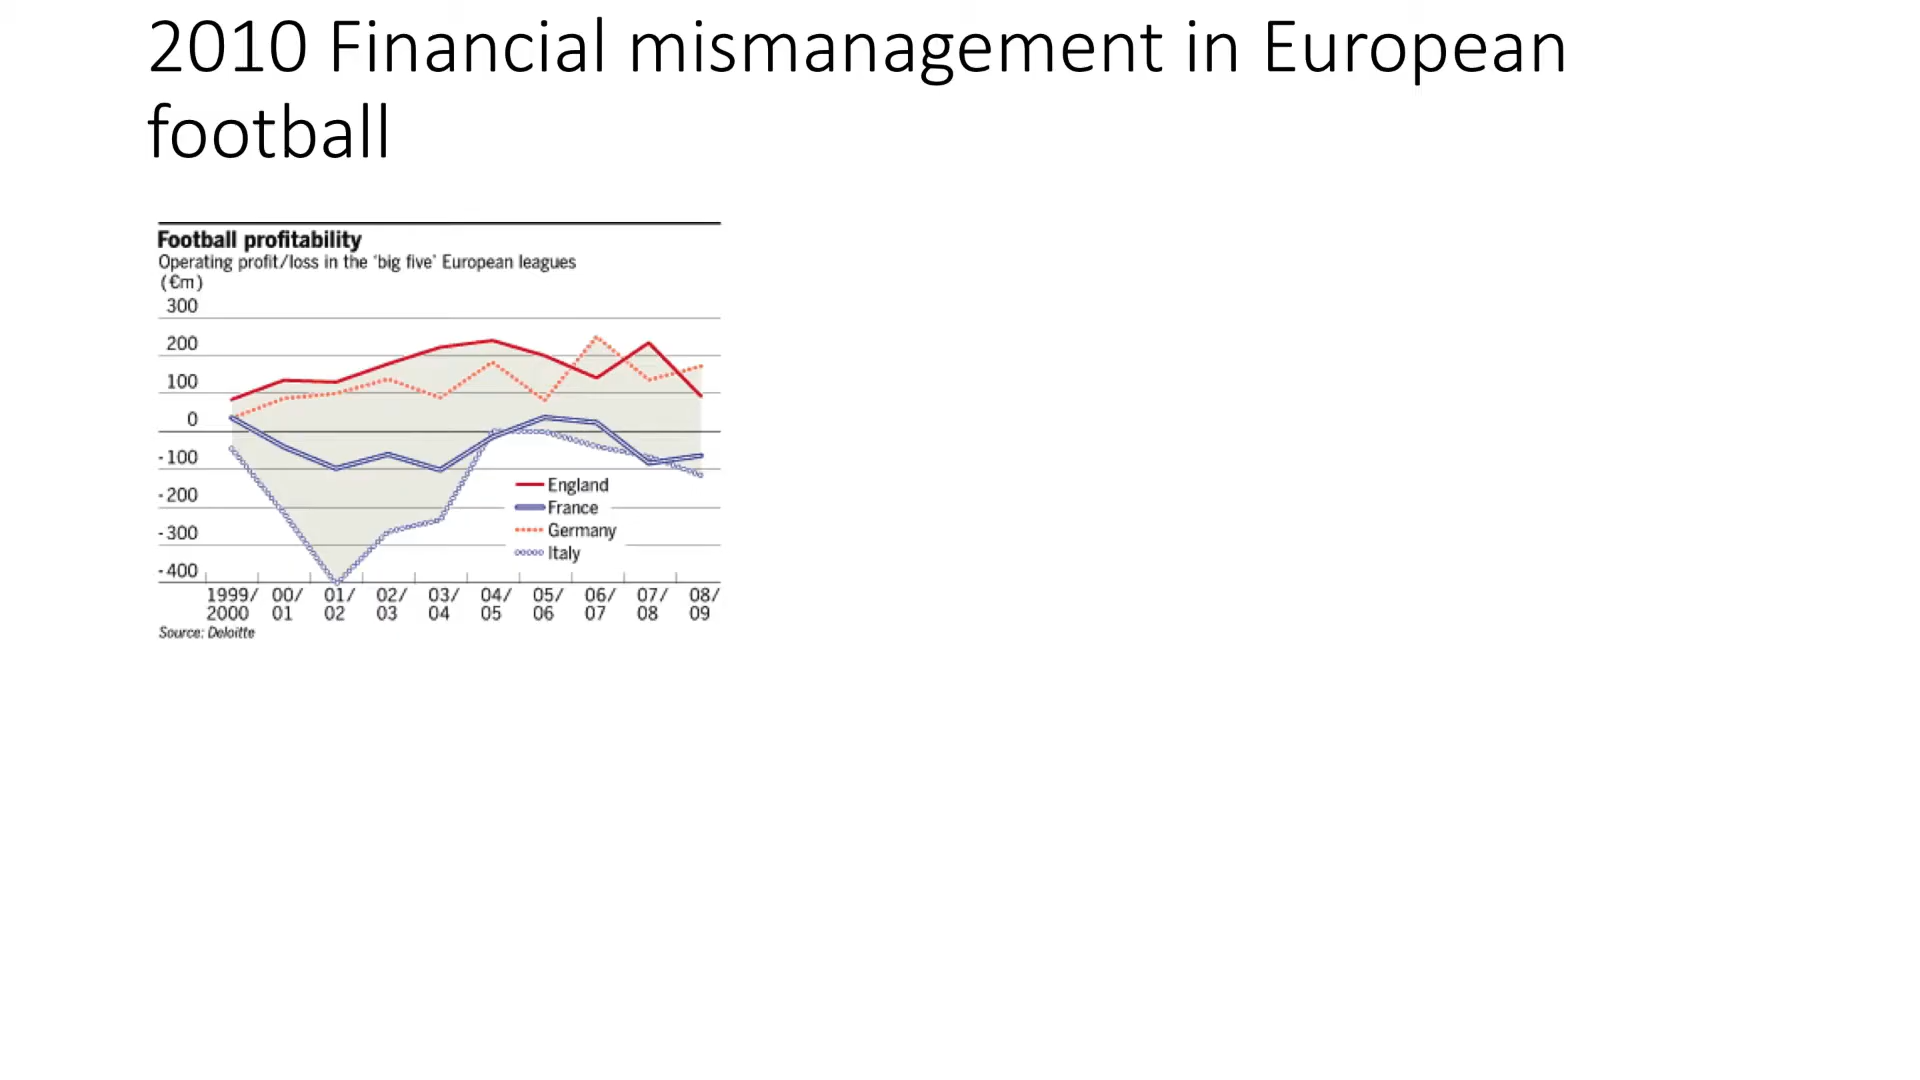 2010 Financial mismanagement in European
football
Football profitability
Operating profit/loss in the 'big five' European leagues
(€m)
300
200
100
0
-100
-200
-300
-400
England
France
Germany
Italy
1999/ 00/ 01/ 02/ 03/ 04/ 05/ 06/ 07/ 08/
2000 01 02 03 04 05 06 07 08 09
Source: Deloitte